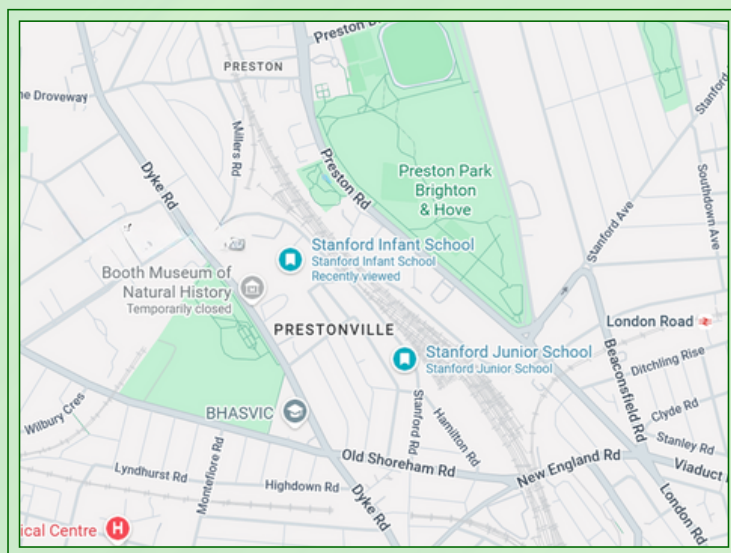 Preston
PRESTON
ne Droveway
Millers Rd
Dyke Rd
Preston Rd
Preston Park
Brighton
& Hove
Stanford Ave
Southdown Ave
Stanford Ave
Stanford Infant School
Stanford Infant School
Recently viewed
Booth Museum of
Natural History
Temporarily closed
PRESTONVILLE
London Road
Stanford Junior School
Stanford Junior School
Beaconsfield Rd
Ditchling Rise
Wilbury Cres
BHASVIC
Stanford Rd
Hamilton Rd
Clyde Rd
Stanley Rd
Montefiore Rd
Old Shoreham Rd
New England Rd
Viaduct
Lyndhurst Rd
Highdown Rd
Dyke Rd
London Rd
ical Centre
H